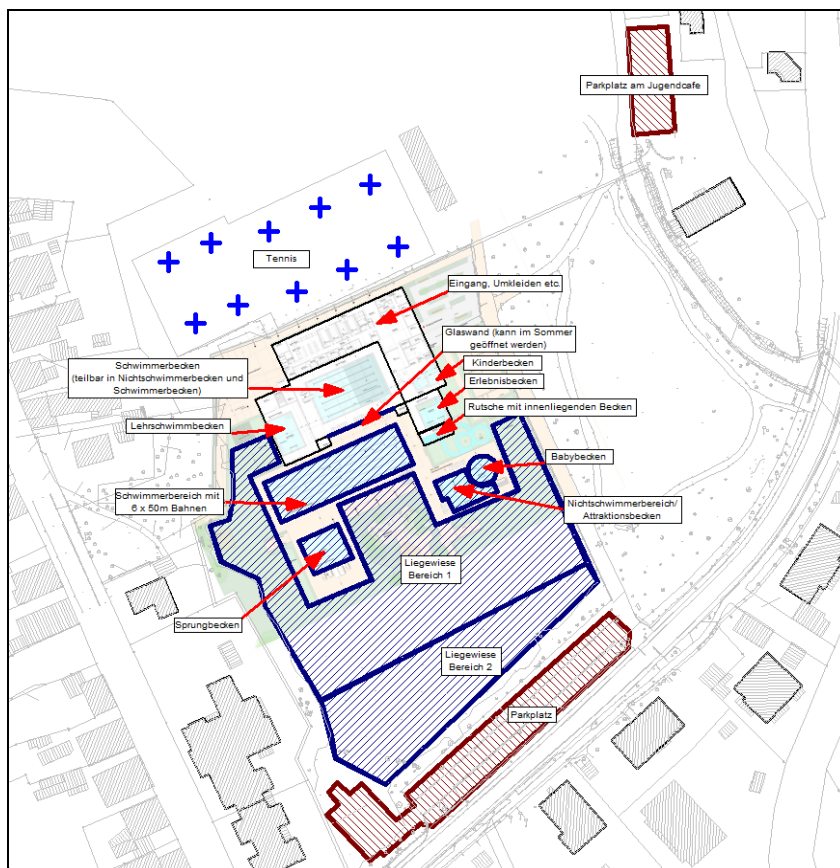 Parkplatz am Jugendcafe
Tennis
Eingang, Umkleiden etc.
Glaswand (kann im Sommer
geöffnet werden)
Kinderbecken
Schwimmerbecken
(teilbar in Nichtschwimmerbecken und
Schwimmerbecken)
Erlebnisbecken
Rutsche mit innenliegenden Becken
Lehrschwimmbecken
Babybecken
Schwimmerbereich mit
6 x 50m Bahnen
Nichtschwimmerbereich/
Attraktionsbecken
Liegewiese
Bereich 1
Sprungbecken
Liegewiese
Bereich 2
Parkplatz